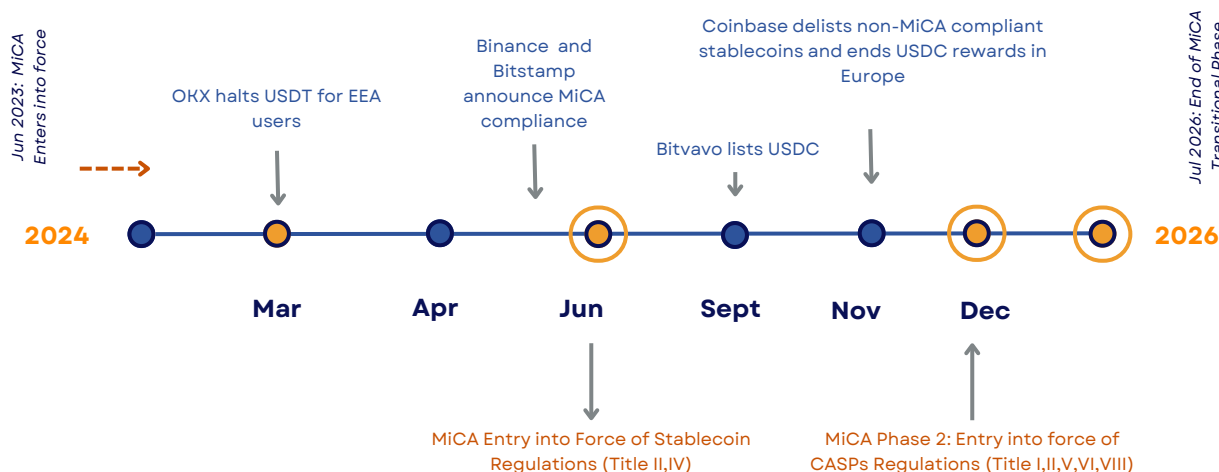 Jun 2023: MiCA
Enters into force
OKX halts USDT for EEA
users
Binance and
Bitstamp
announce MiCA
compliance
Bitvavo lists USDC
Coinbase delists non-MiCA compliant
stablecoins and ends USDC rewards in
Europe
Jul 2026: End of MiCA
Transitional Phase
2024
2026
Mar
Apr
Jun
Sept
Nov
Dec
MiCA Entry into Force of Stablecoin
Regulations (Title II,IV)
MiCA Phase 2: Entry into force of
CASPs Regulations (Title I,II,V,VI,VIII)